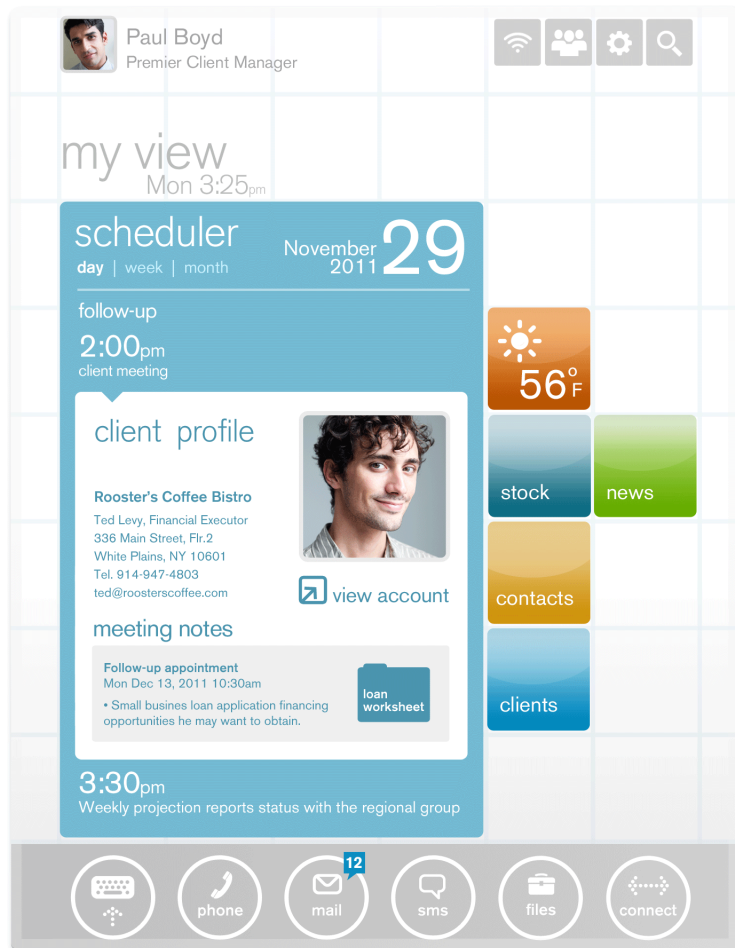 Paul Boyd
Premier Client Manager
my view
Mon 3:25pm
scheduler
day | week | month
November
2011
29
follow-up
2:00pm
client meeting
client profile
Rooster's Coffee Bistro
Ted Levy, Financial Executor
336 Main Street, Flr.2
White Plains, NY 10601
Tel. 914-947-4803
ted@roosterscoffee.com
view account
meeting notes
Follow-up appointment
Mon Dec 13, 2011 10:30am
• Small busines loan application financing
opportunities he may want to obtain.
loan
worksheet
3:30pm
Weekly projection reports status with the regional group
56°F
stock
news
contacts
clients
phone
12
mail
sms
files
connect